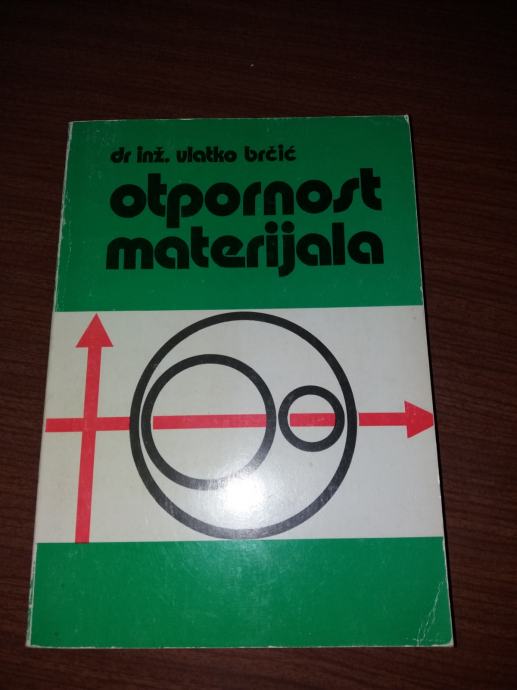 dr inž. vlatko brčić
otpornost
materijala